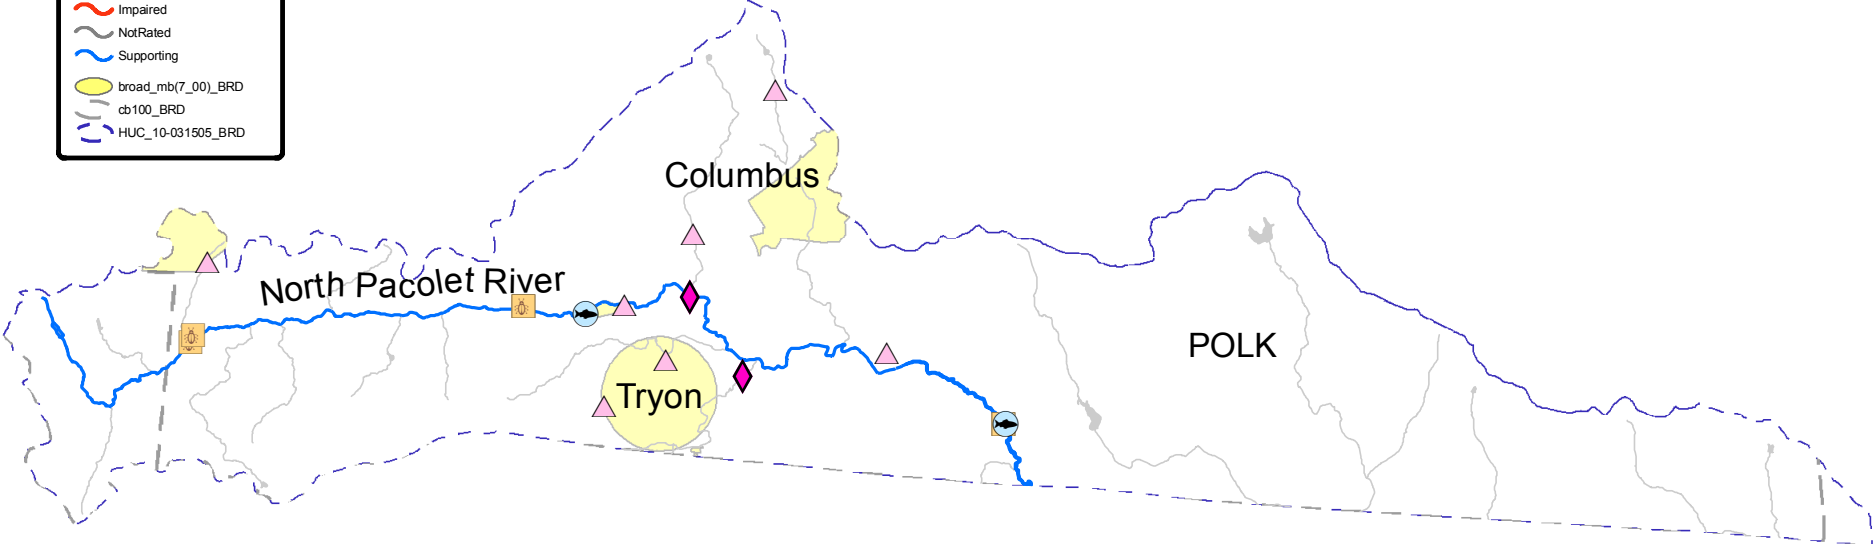 Impaired
NotRated
Supporting
broad_mb(7_00)_BRD
cb100_BRD
HUC_10-031505_BRD
Columbus
North Pacolet River
POLK
Tryon